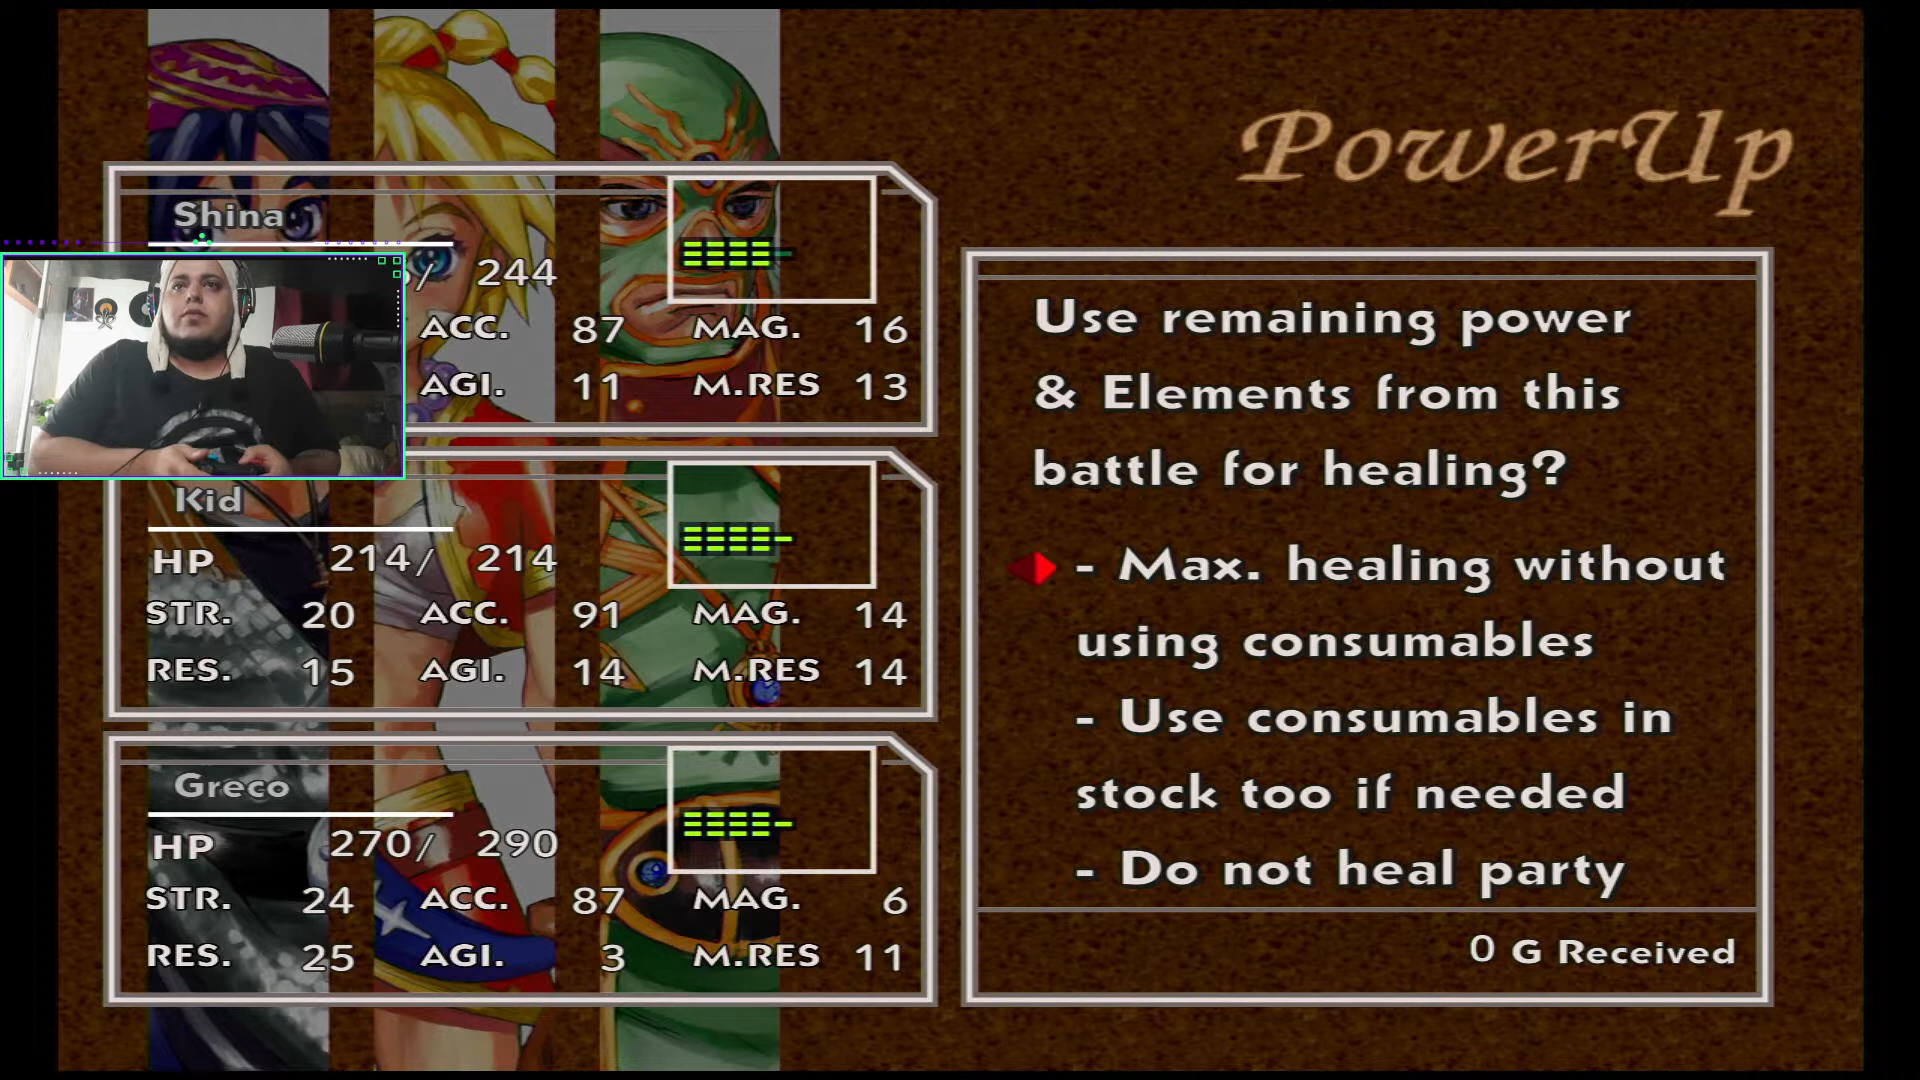 PowerUp
Shina
/ 244
ACC. 87 MAG. 16
AGI. 11 M.RES 13
Kid
HP 214/ 214
STR. 20 ACC. 91 MAG. 14
RES. 15 AGI. 14 M.RES 14
Greco
HP 270/ 290
STR. 24 ACC. 87 MAG. 6
RES. 25 AGI. 3 M.RES 11
Use remaining power
& Elements from this
battle for healing?
- Max. healing without
using consumables
- Use consumables in
stock too if needed
- Do not heal party
0 G Received